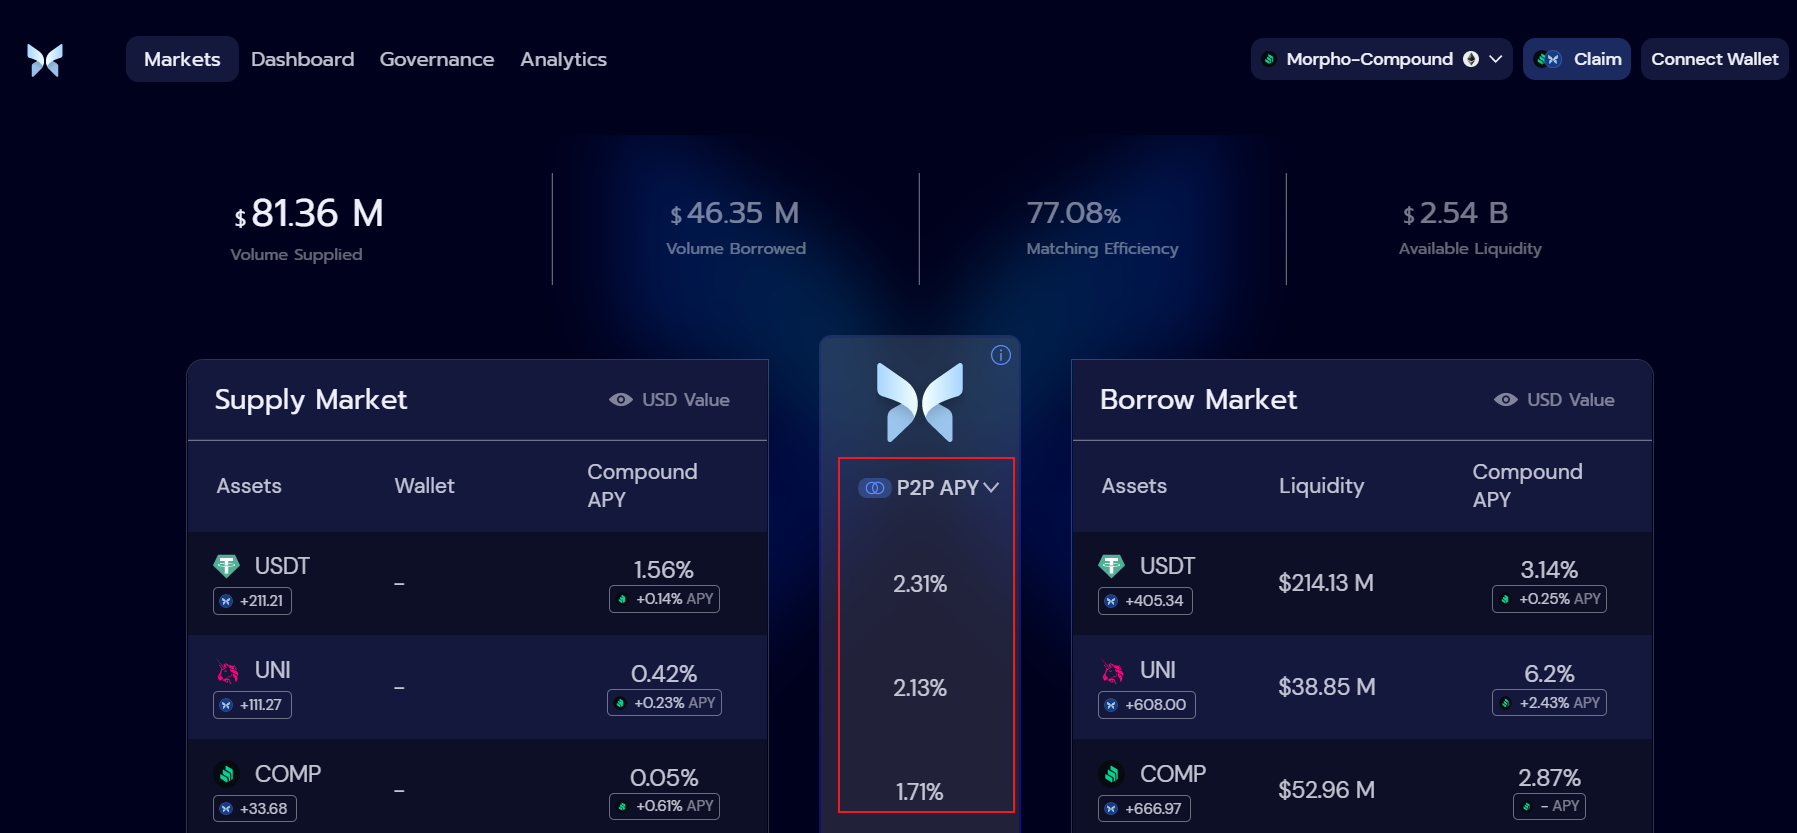 Markets Dashboard Governance Analytics Morpho-Compound Claim Connect Wallet
$81.36 M $46.35 M 77.08% $2.54 B
Volume Supplied Volume Borrowed Matching Efficiency Available Liquidity
Supply Market USD Value
Assets Wallet Compound APY
USDT – 1.56%
+211.21 +0.14% APY
UNI – 0.42%
+111.27 +0.23% APY
COMP – 0.05%
+33.68 +0.61% APY
P2P APY
2.31%
2.13%
1.71%
Borrow Market USD Value
Assets Liquidity Compound APY
USDT $214.13 M 3.14%
+405.34 +0.25% APY
UNI $38.85 M 6.2%
+608.00 +2.43% APY
COMP $52.96 M 2.87%
+666.97 – APY